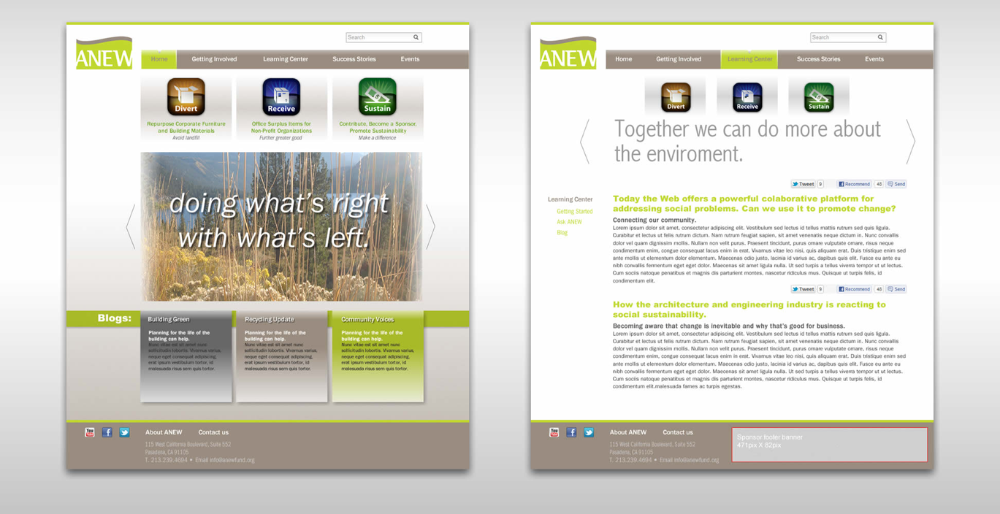 Search
ANEW
Home
Getting Involved
Learning Center
Success Stories
Events
Divert
Receive
Sustain
Repurpose Corporate Furniture
and Building Materials
Avoid landfill
Office Surplus Items for
Non-Profit Organizations
Further greater good
Contribute, Become a Sponsor,
Promote Sustainability
Make a difference
doing what's right
with what's left.
Blogs:
Building Green
Planning for the life of the
building can help.
Nunc vitae est sit amet nunc
sollicitudin lobortis. Vivamus varius,
neque eget consequat adipiscing,
erat ipsum vestibulum tortor, id
malesuada risus sem quis tortor.
Recycling Update
Planning for the life of the
building can help.
Nunc vitae est sit amet nunc
sollicitudin lobortis. Vivamus varius,
neque eget consequat adipiscing,
erat ipsum vestibulum tortor, id
malesuada risus sem quis tortor.
Community Voices
Planning for the life of the
building can help.
Nunc vitae est sit amet nunc
sollicitudin lobortis. Vivamus varius,
neque eget consequat adipiscing,
erat ipsum vestibulum tortor, id
malesuada risus sem quis tortor.
You Tube
About ANEW
Contact us
115 West California Boulevard, Suite 552
Pasadena, CA 91105
T. 213.239.4694 • Email info@anewfund.org
Search
ANEW
Home
Getting Involved
Learning Center
Success Stories
Events
Divert
Receive
Sustain
Together we can do more about
the enviroment.
Tweet 9 Recommend 48 Send
Learning Center
Getting Started
Ask ANEW
Blog
Today the Web offers a powerful colaborative platform for
addressing social problems. Can we use it to promote change?
Connecting our community.
Lorem ipsum dolor sit amet, consectetur adipiscing elit. Vestibulum sed lectus id tellus mattis rutrum sed quis ligula.
Curabitur et lectus ut felis rutrum dictum. Nam rutrum feugiat sapien, sit amet venenatis neque dictum in. Nunc convallis
dolor vel quam dignissim mollis. Nullam non velit purus. Praesent tincidunt, purus ornare vulputate ornare, risus neque
condimentum enim, congue consequat lacus enim in erat. Vivamus vitae leo nisi, quis aliquam erat. Duis tristique enim sed
ante mollis ut elementum dolor elementum. Maecenas odio justo, lacinia id varius ac, dapibus quis elit. Fusce eu ante eu
nibh convallis fermentum eget eget dolor. Maecenas sit amet ligula nulla. Ut sed turpis a tellus viverra tempor ut ut lectus.
Cum sociis natoque penatibus et magnis dis parturient montes, nascetur ridiculus mus. Quisque ut turpis felis, id
condimentum elit.
Tweet 9 Recommend 48 Send
How the architecture and engineering industry is reacting to
social sustainability.
Becoming aware that change is inevitable and why that's good for business.
Lorem ipsum dolor sit amet, consectetur adipiscing elit. Vestibulum sed lectus id tellus mattis rutrum sed quis ligula.
Curabitur et lectus ut felis rutrum dictum. Nam rutrum feugiat sapien, sit amet venenatis neque dictum in. Nunc convallis
dolor vel quam dignissim mollis. Nullam non velit purus. Praesent tincidunt, purus ornare vulputate ornare, risus neque
condimentum enim, congue consequat lacus enim in erat. Vivamus vitae leo nisi, quis aliquam erat. Duis tristique enim sed
ante mollis ut elementum dolor elementum. Maecenas odio justo, lacinia id varius ac, dapibus quis elit. Fusce eu ante eu
nibh convallis fermentum eget eget dolor. Maecenas sit amet ligula nulla. Ut sed turpis a tellus viverra tempor ut ut lectus.
Cum sociis natoque penatibus et magnis dis parturient montes, nascetur ridiculus mus. Quisque ut turpis felis, id
condimentum elit.malesuada fames ac turpis egestas.
You Tube
About ANEW
Contact us
115 West California Boulevard, Suite 552
Pasadena, CA 91105
T. 213.239.4694 • Email info@anewfund.org
Sponsor footer banner
471pix X 82pix